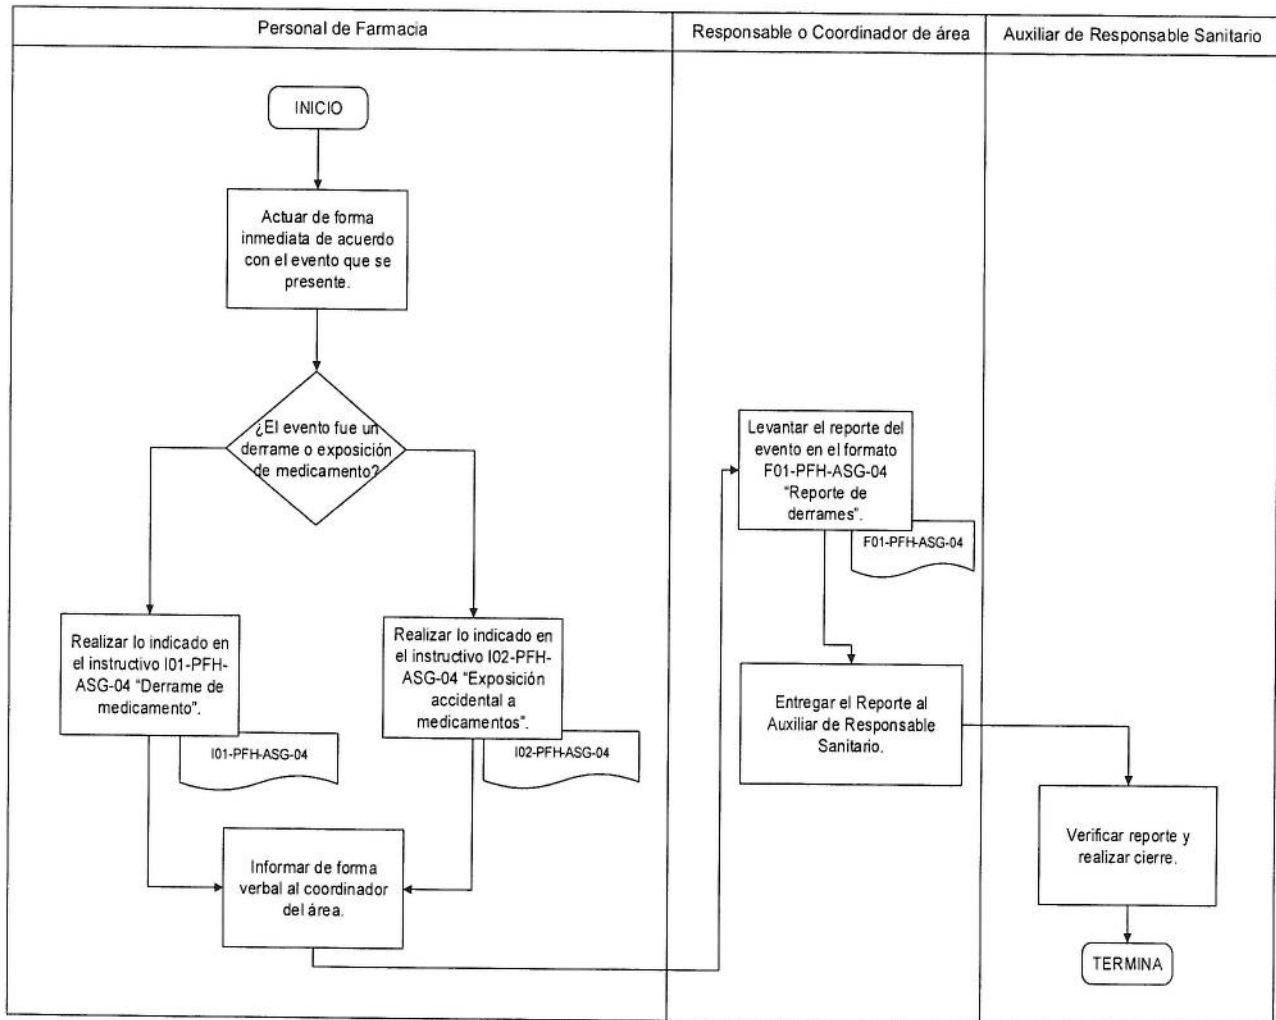 Personal de Farmacia
Responsable o Coordinador de área
Auxiliar de Responsable Sanitario
INICIO
Actuar de forma
inmediata de acuerdo
con el evento que se
presente.
¿El evento fue un
derrame o exposición
de medicamento?
Realizar lo indicado en
el instructivo I01-PFH-
ASG-04 "Derrame de
medicamento".
I01-PFH-ASG-04
Realizar lo indicado en
el instructivo I02-PFH-
ASG-04 "Exposición
accidental a
medicamentos".
I02-PFH-ASG-04
Informar de forma
verbal al coordinador
del área.
Levantar el reporte del
evento en el formato
F01-PFH-ASG-04
"Reporte de
derrames".
F01-PFH-ASG-04
Entregar el Reporte al
Auxiliar de Responsable
Sanitario.
Verificar reporte y
realizar cierre.
TERMINA